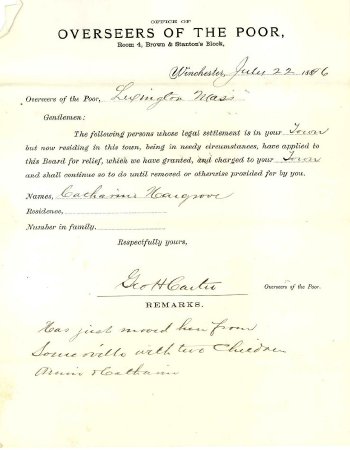 OFFICE OF
OVERSEERS OF THE POOR,
Room 4, Brown & Stanton's Block,
Winchester, July 22 1886
Overseers of the Poor, Lexington Mass
Gentlemen:
The following persons whose legal settlement is in your Town
but now residing in this town, being in needy circumstances, have applied to
this Board for relief, which we have granted, and charged to your Town
and shall continue so to do until removed or otherwise provided for by you.
Names, Catharine Hargrove
Residence,
Number in family,
Respectfully yours,
Geo H Carter Overseers of the Poor.
REMARKS.
Has just moved here from
Somerville with two Children
& Catharine